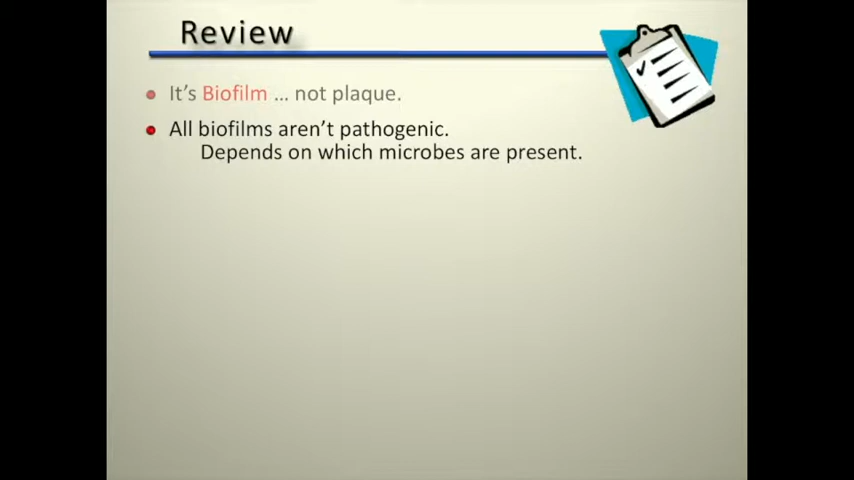 Review
It's Biofilm ... not plaque.
All biofilms aren't pathogenic.
Depends on which microbes are present.